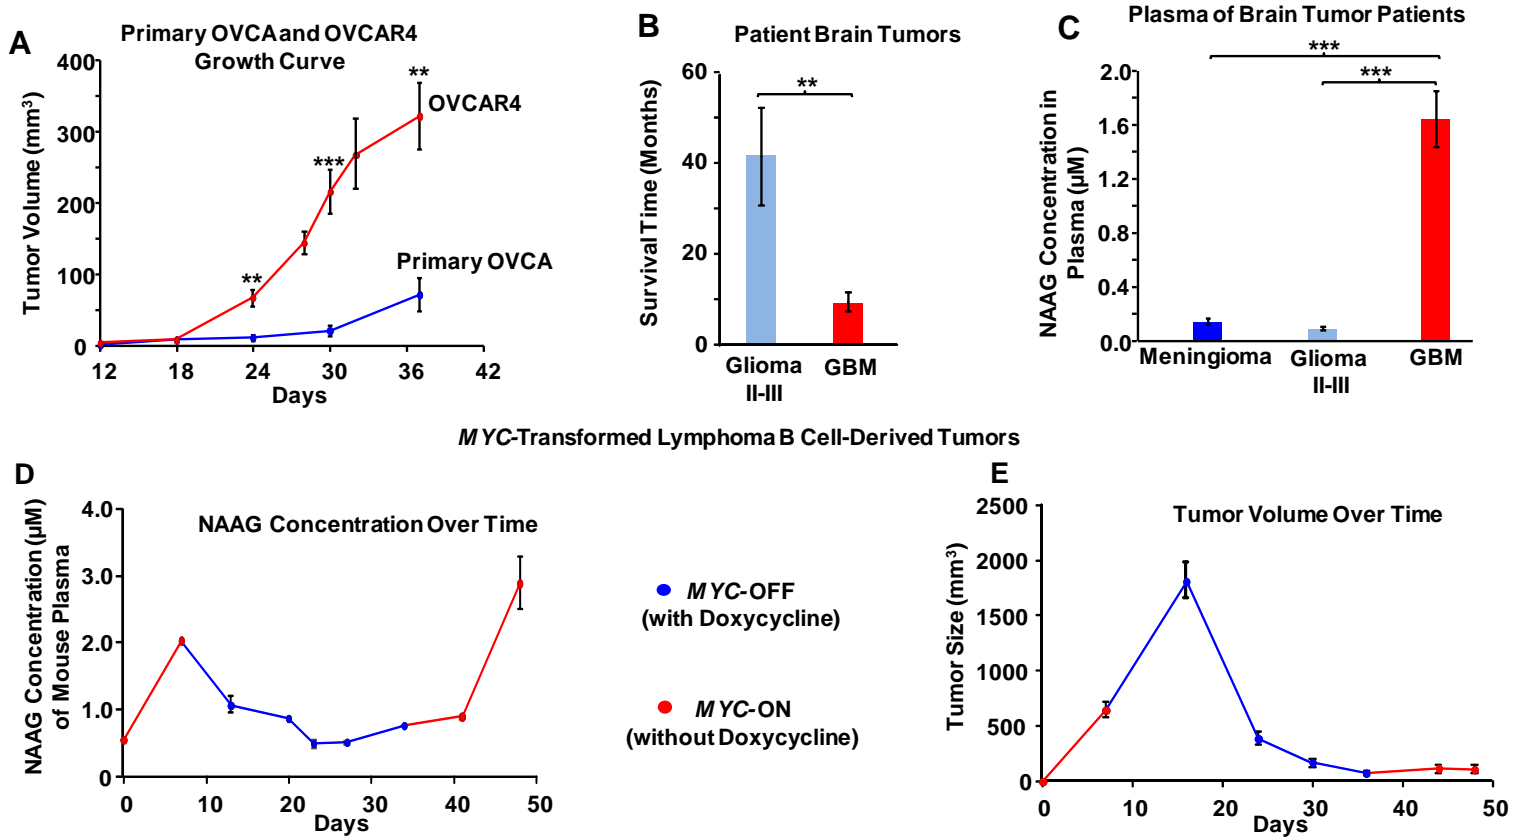 A
Primary OVCA and OVCAR4
Growth Curve
Tumor Volume (mm³)
400
300
200
100
0
**
***
**
OVCAR4
Primary OVCA
12
18
24
30
36
42
Days
B
Patient Brain Tumors
Survival Time (Months)
60
40
20
0
**
Glioma
II-III
GBM
C
Plasma of Brain Tumor Patients
NAAG Concentration in
Plasma (µM)
2.0
1.6
1.2
0.8
0.4
0.0
***
***
Meningioma
Glioma
II-III
GBM
MYC-Transformed Lymphoma B Cell-Derived Tumors
D
NAAG Concentration Over Time
NAAG Concentration (µM)
of Mouse Plasma
4.0
3.0
2.0
1.0
0
0
10
20
30
40
50
Days
MYC-OFF
(with Doxycycline)
MYC-ON
(without Doxycycline)
E
Tumor Volume Over Time
Tumor Size (mm³)
2500
2000
1500
1000
500
0
0
10
20
30
40
50
Days